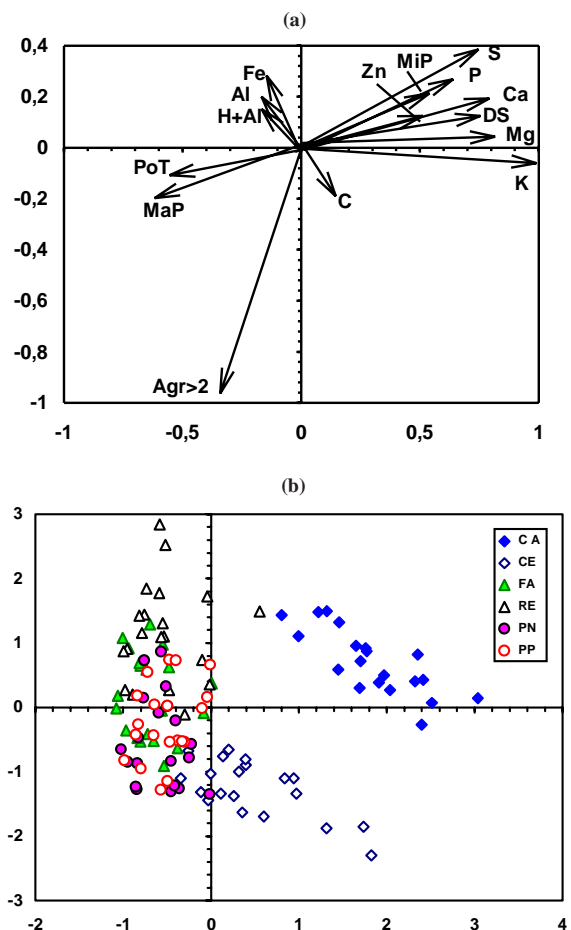 (a)
0,4
0,2
0
-0,2
-0,4
-0,6
-0,8
-1
-1 -0,5 0 0,5 1
S
MiP
P
Zn
Fe
Ca
Al
DS
H+Al
Mg
PoT
K
MaP
C
Agr>2
(b)
3
2
1
0
-1
-2
-3
-2 -1 0 1 2 3 4
C A
CE
FA
RE
PN
PP